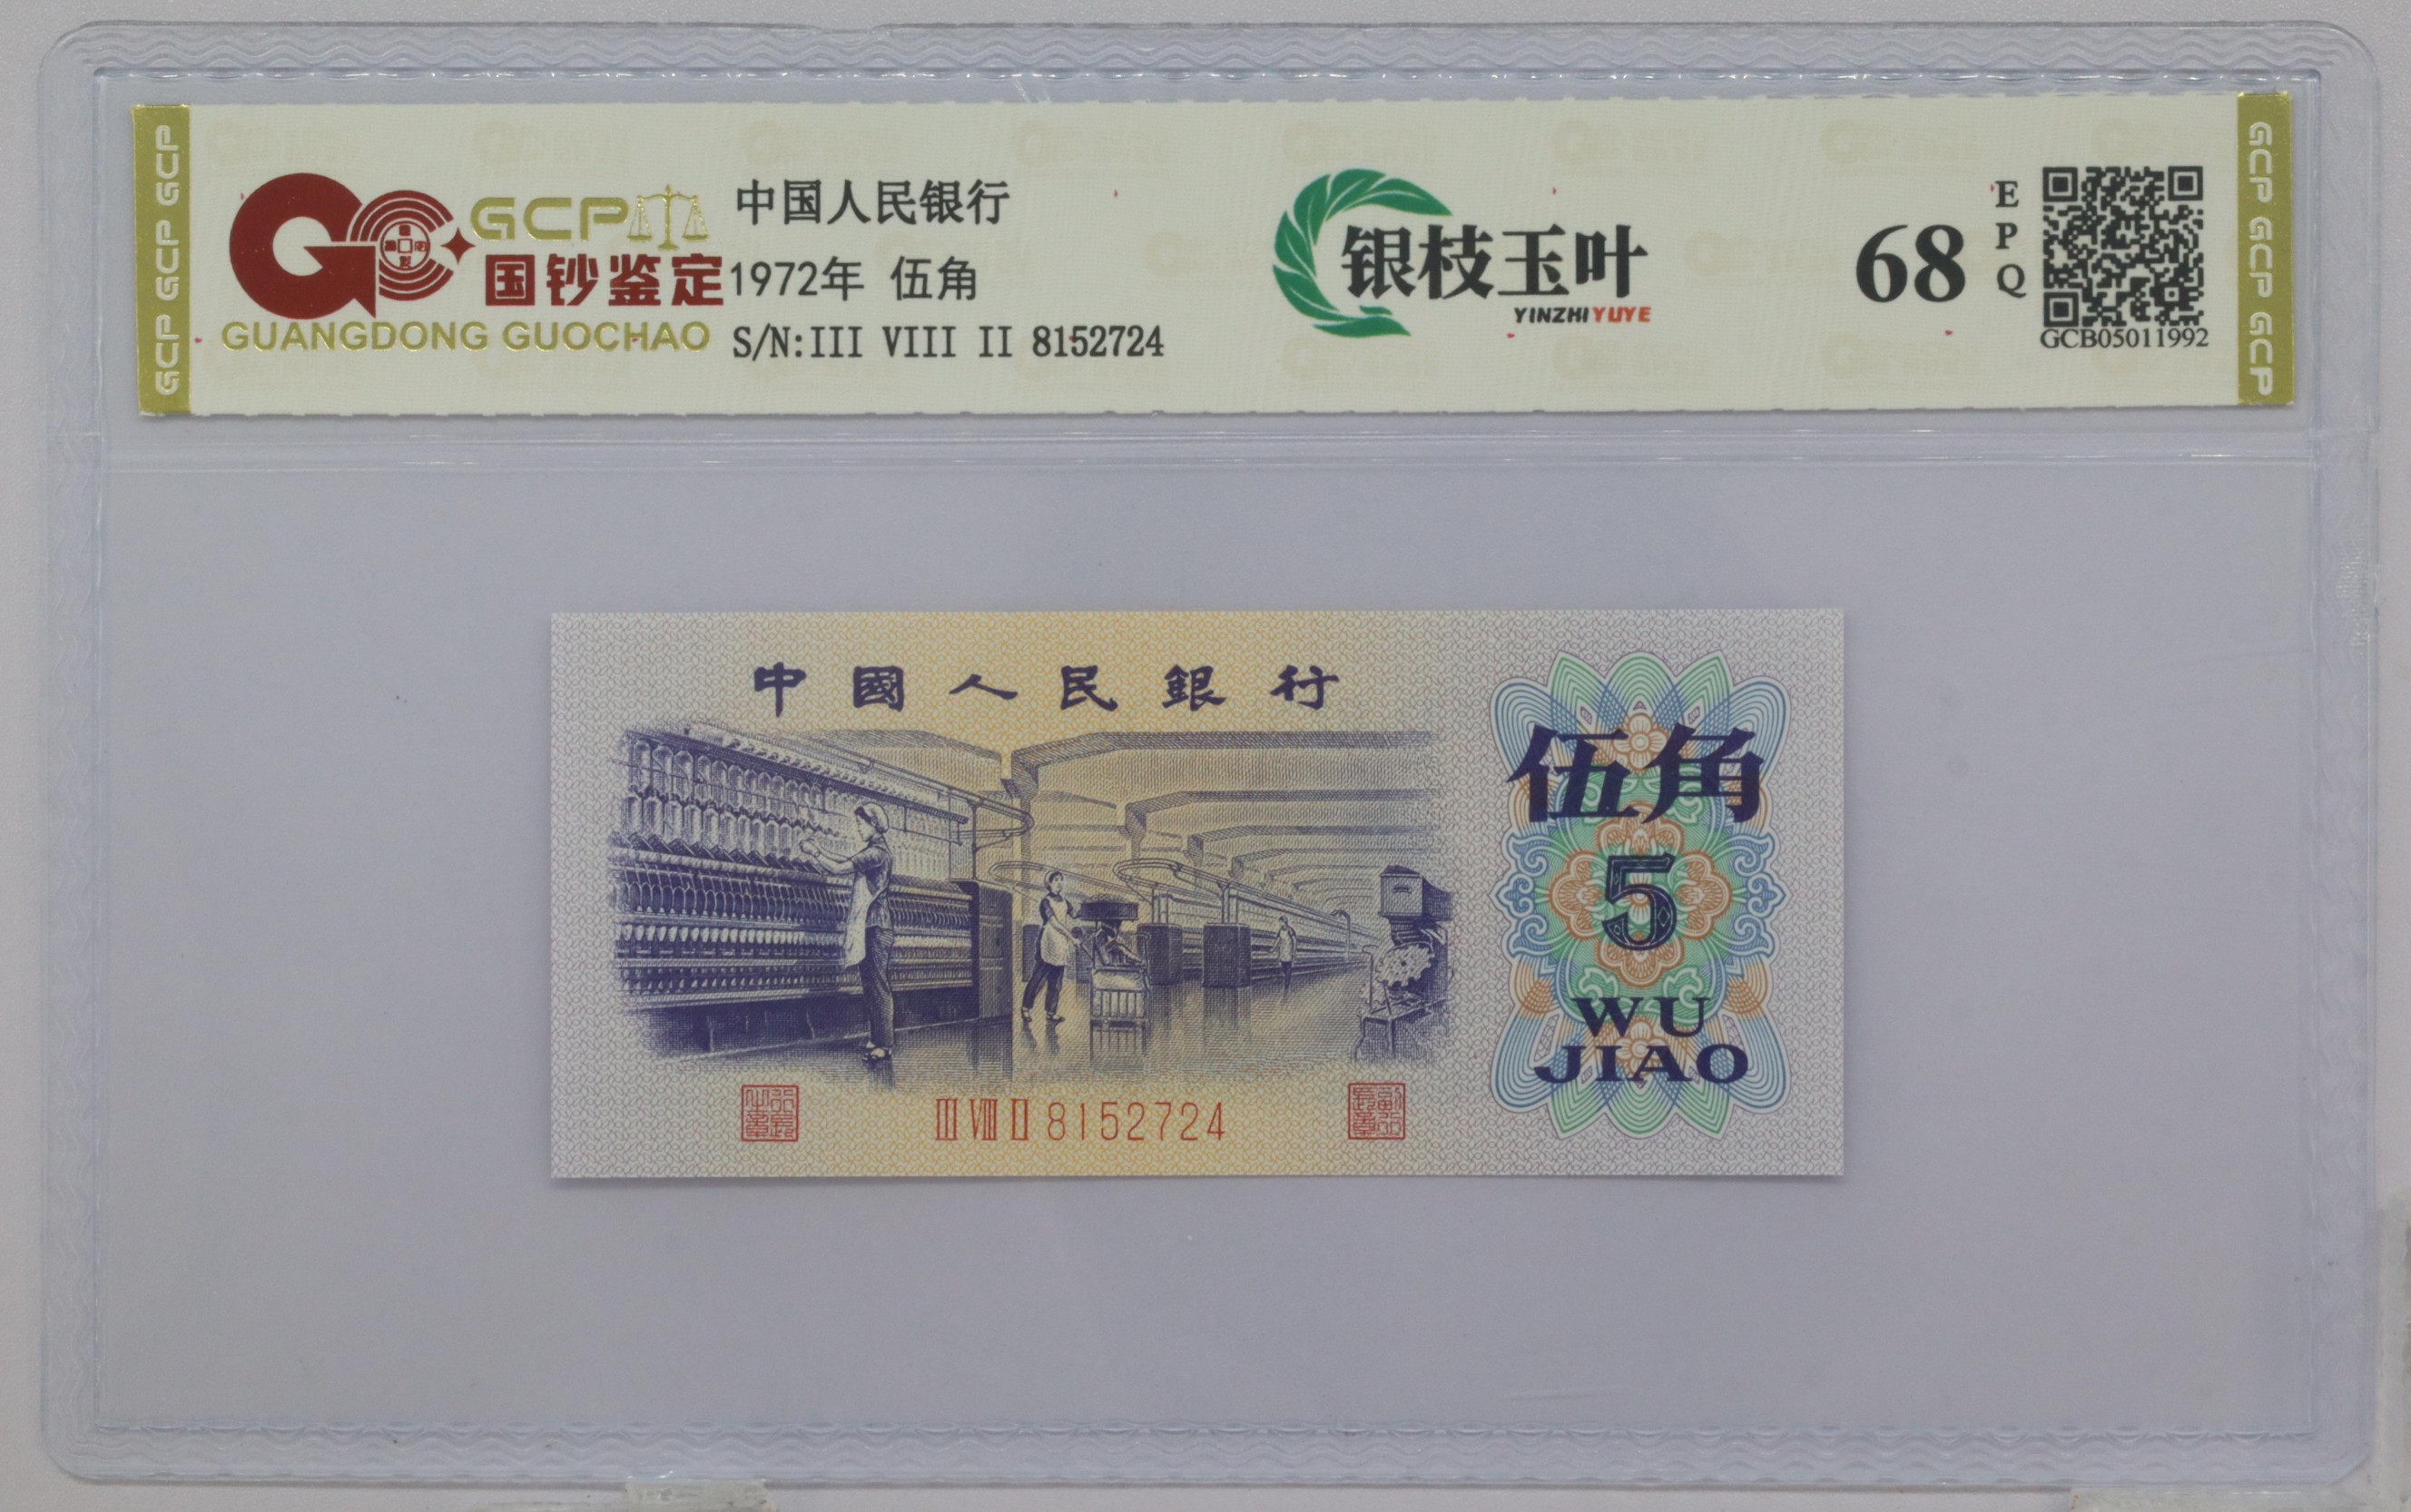 GCP GCP GCP
GCP
国钞鉴定
GUANGDONG GUOCHAO
中国人民银行
1972年 伍角
S/N:III VIII II 8152724
银枝玉叶
YINZHIYUYE
68
EPQ
GCB05011992
GCP GCP GCP
中國人民銀行
伍角
5
WU
JIAO
III VIII II 8152724